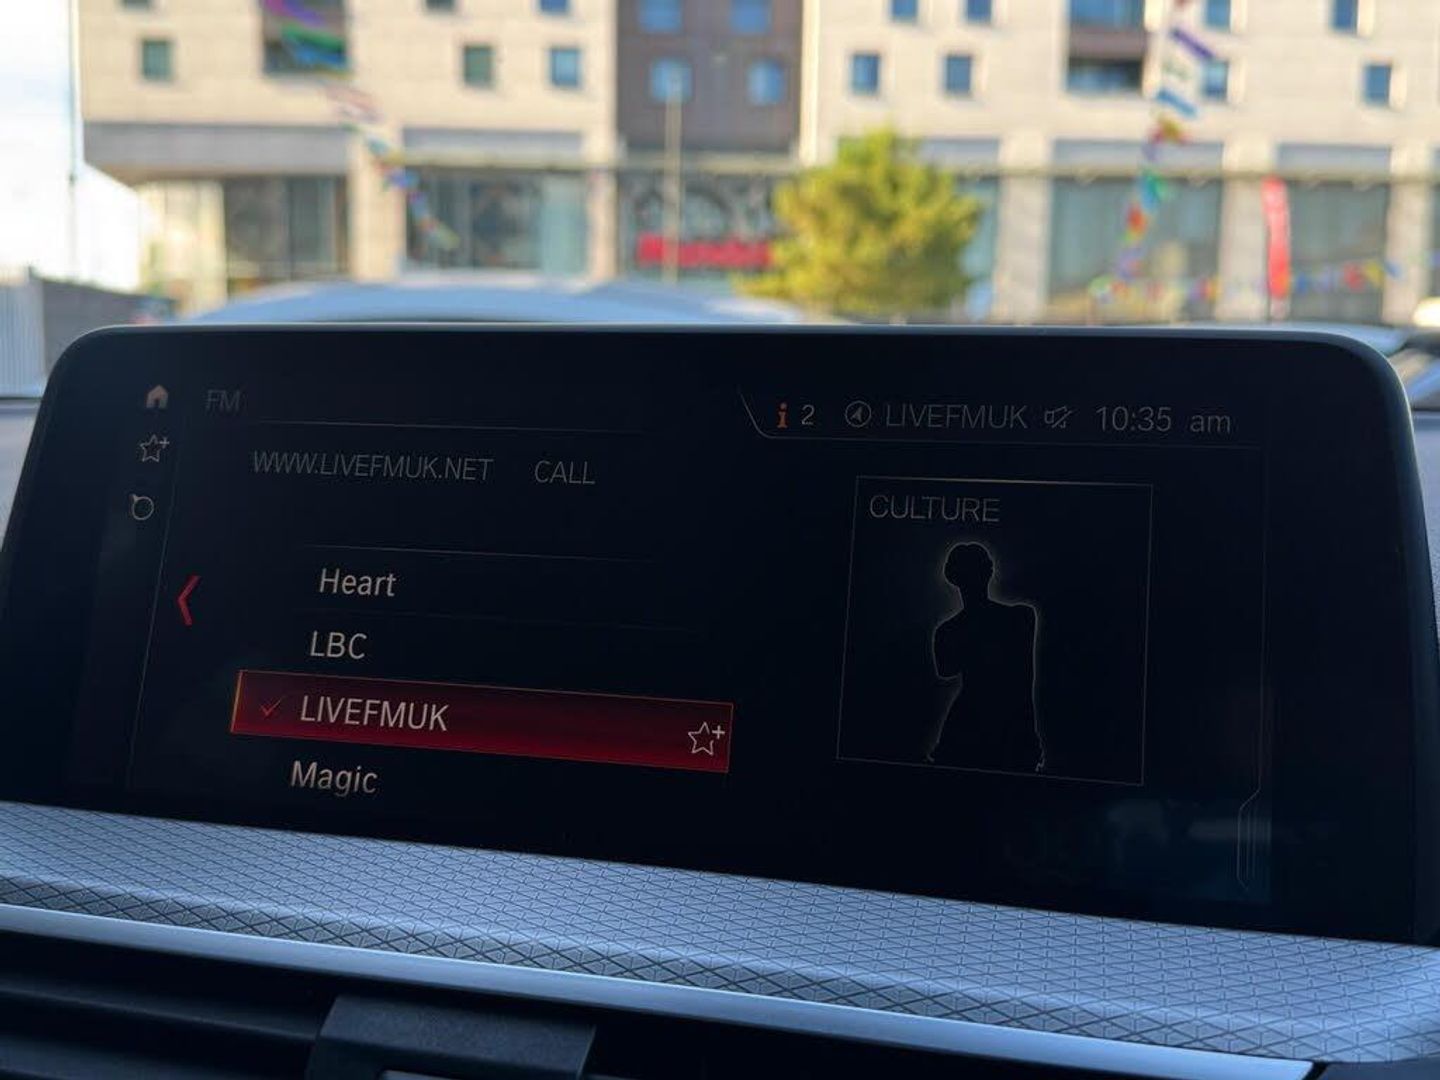 FM
i 2 LIVEFMUK 10:35 am
WWW.LIVEFMUK.NET CALL
CULTURE
Heart
LBC
LIVEFMUK
Magic